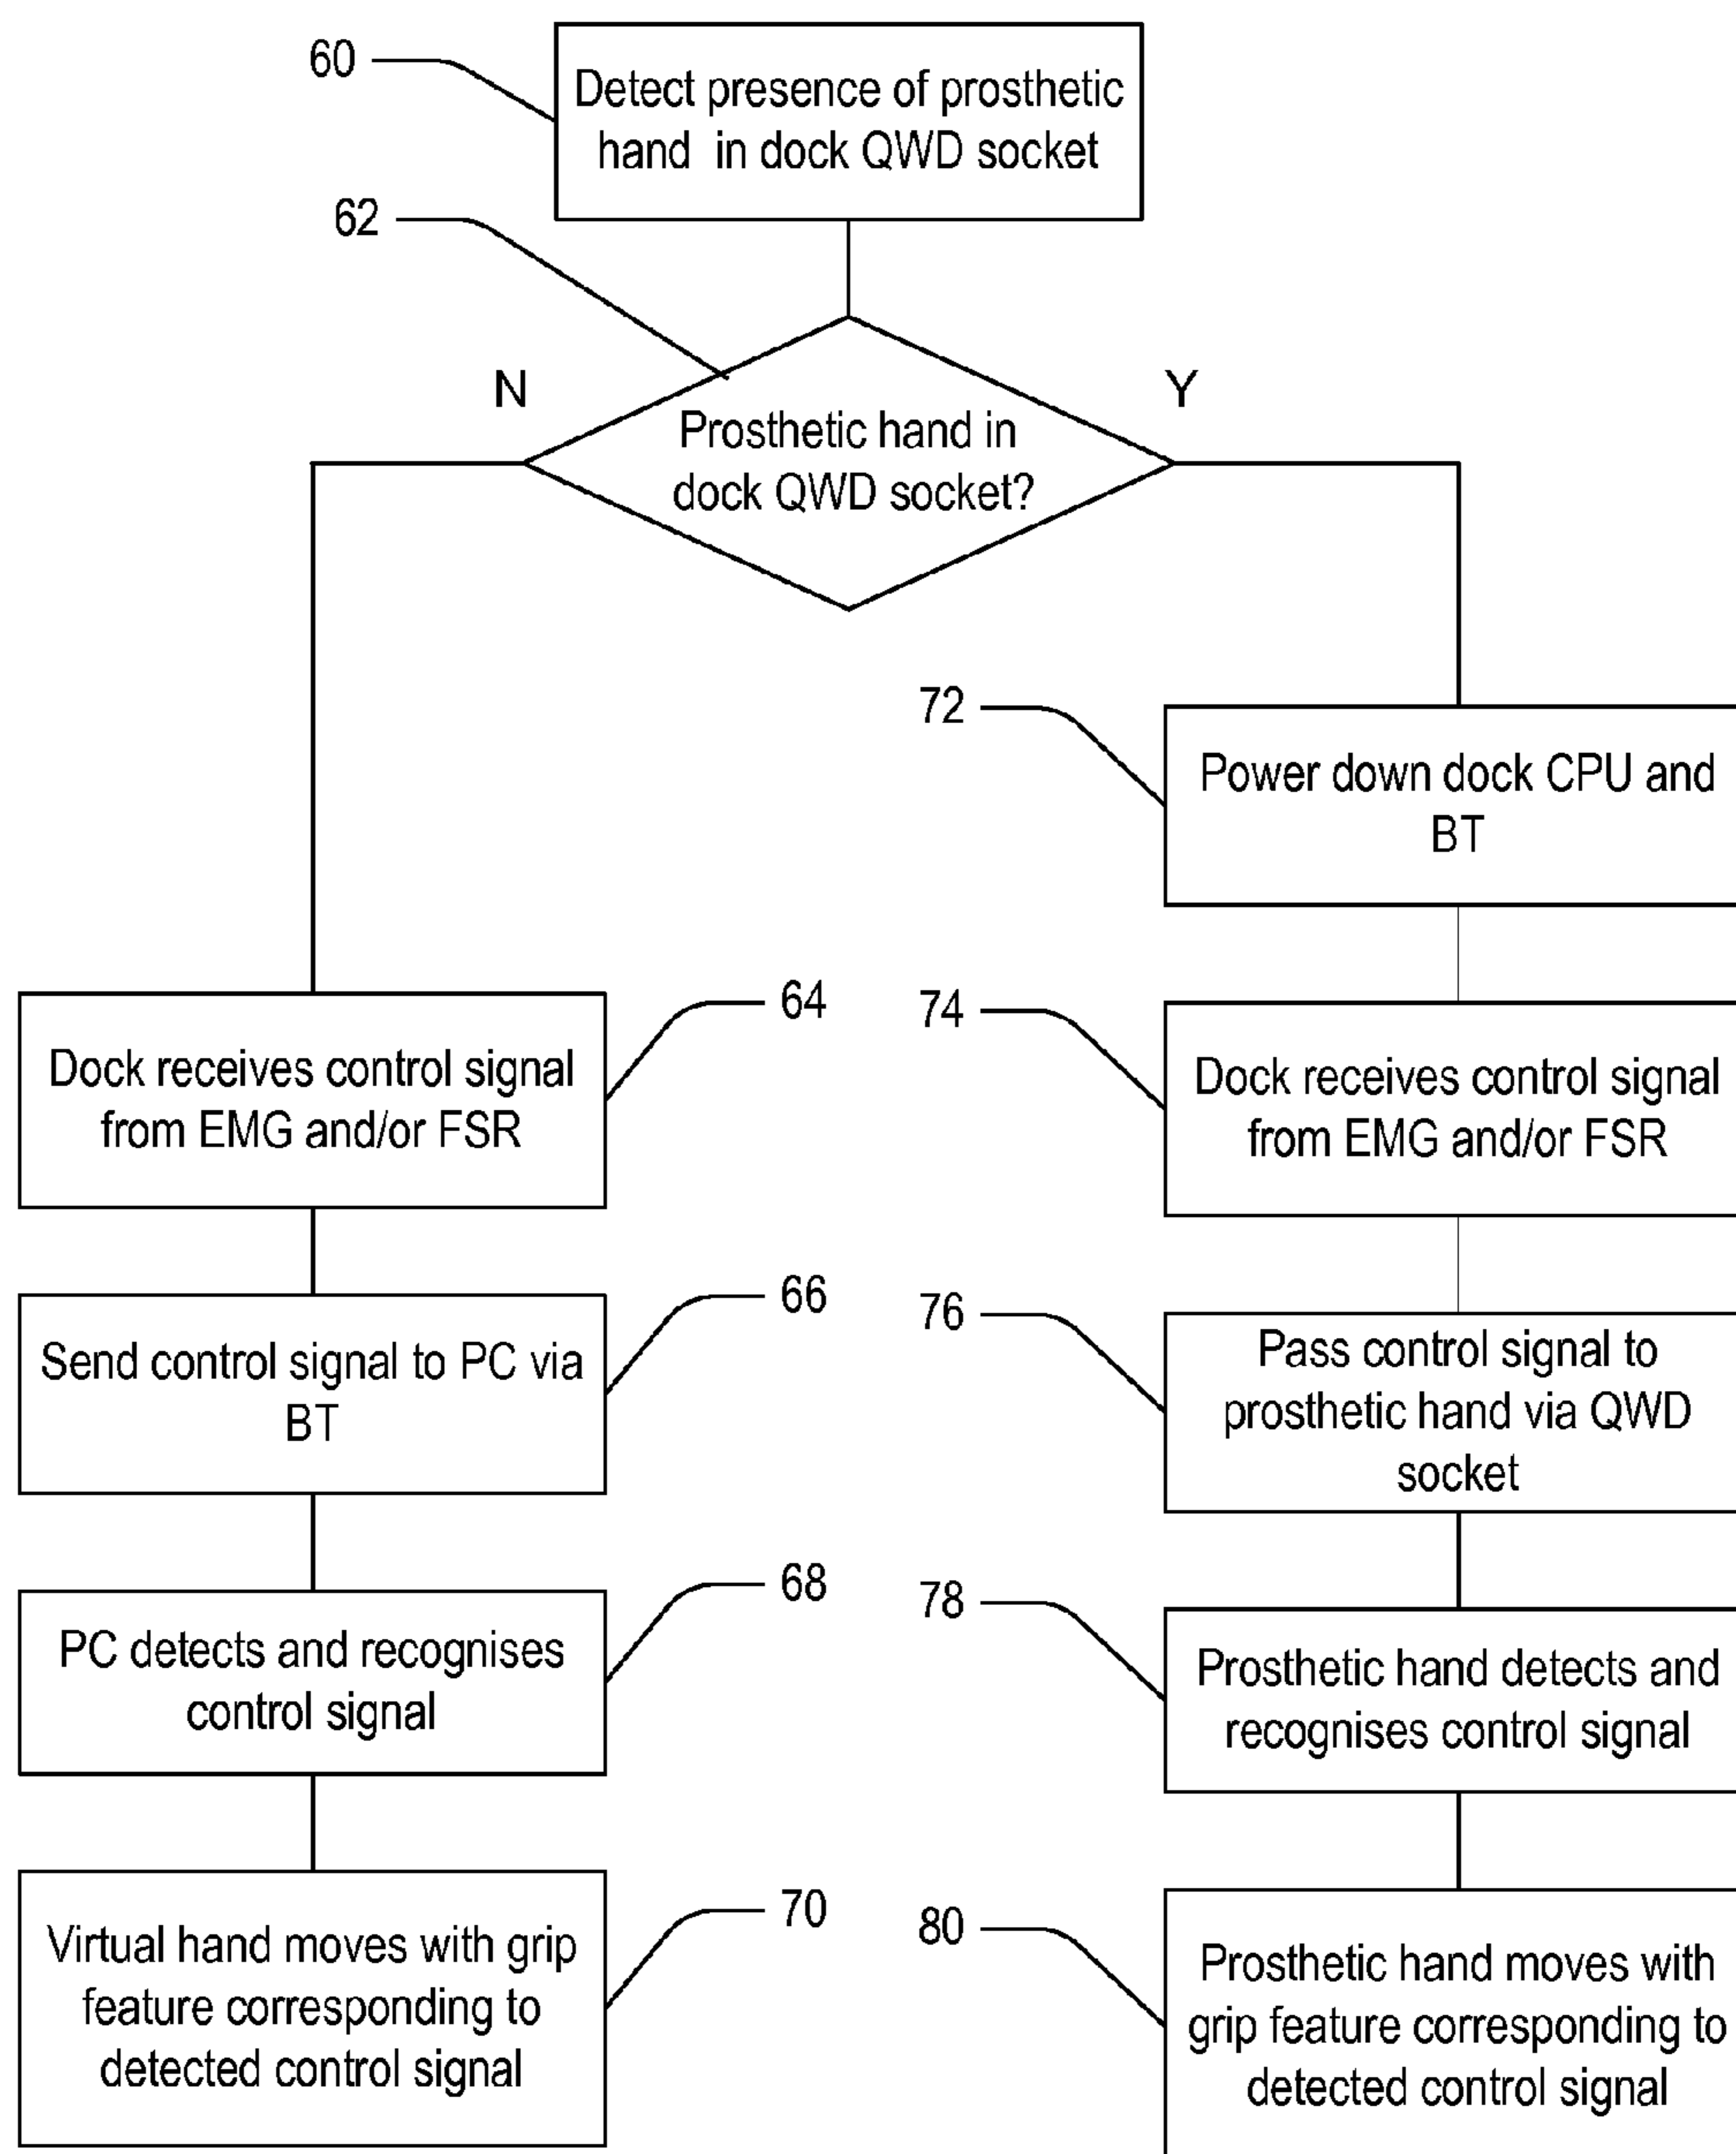 60
Detect presence of prosthetic
hand in dock QWD socket
62
N
Y
Prosthetic hand in
dock QWD socket?
72
Power down dock CPU and
BT
64
Dock receives control signal
from EMG and/or FSR
74
Dock receives control signal
from EMG and/or FSR
66
Send control signal to PC via
BT
76
Pass control signal to
prosthetic hand via QWD
socket
68
PC detects and recognises
control signal
78
Prosthetic hand detects and
recognises control signal
70
Virtual hand moves with grip
feature corresponding to
detected control signal
80
Prosthetic hand moves with
grip feature corresponding to
detected control signal